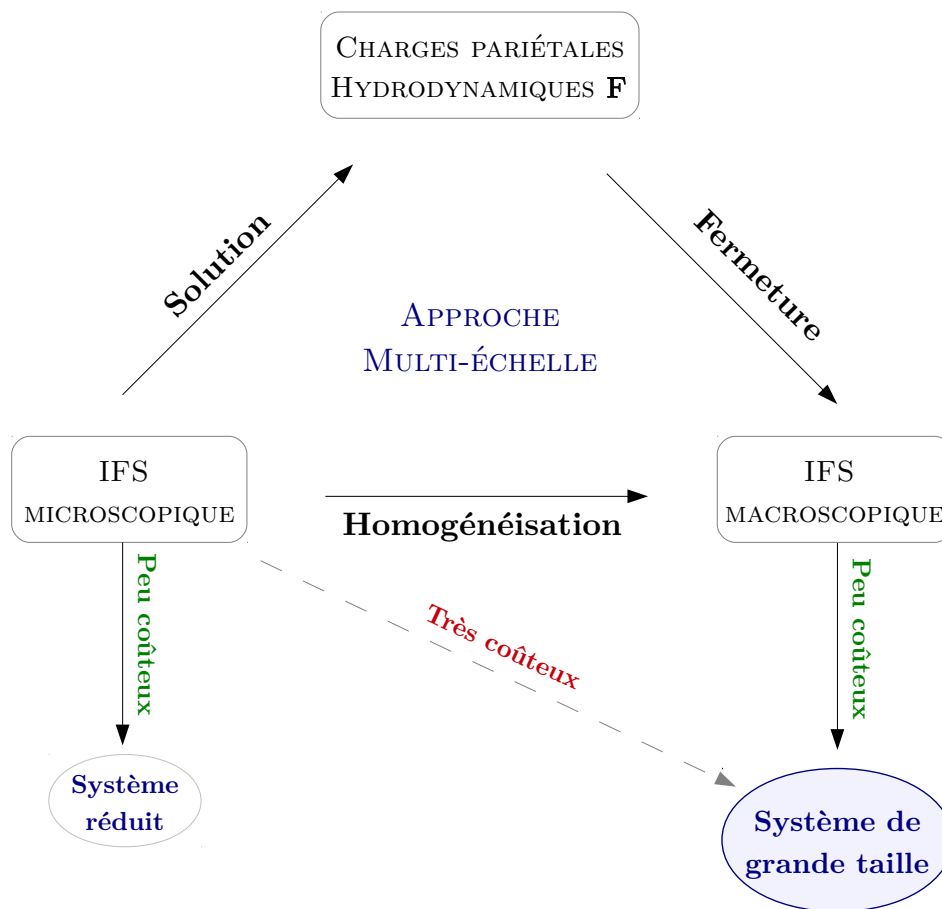 CHARGES PARIÉTALES
HYDRODYNAMIQUES F
Solution
Fermeture
APPROCHE
MULTI-ÉCHELLE
IFS
MICROSCOPIQUE
Homogénéisation
IFS
MACROSCOPIQUE
Peu coûteux
Très coûteux
Peu coûteux
Système
réduit
Système de
grande taille